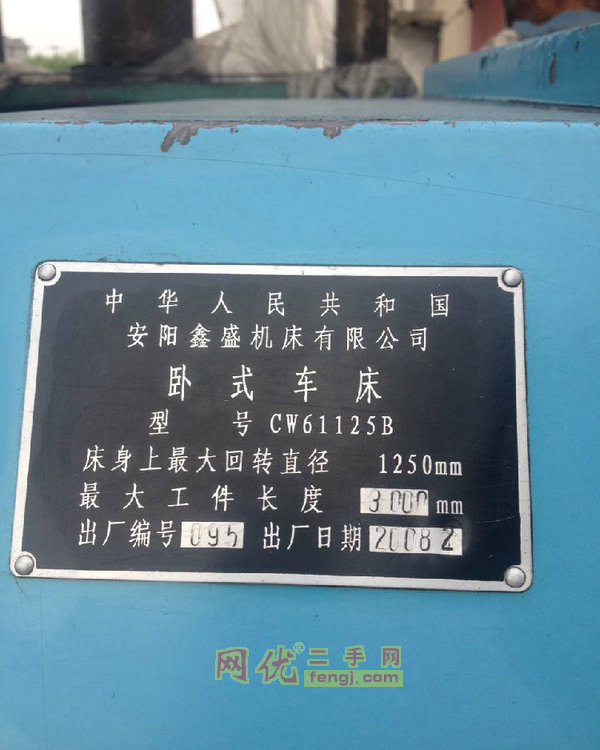 中华人民共和国
安阳鑫盛机床有限公司
卧式车床
型 号 CW61125B
床身上最大回转直径 1250mm
最大工件长度 3000 mm
出厂编号 095 出厂日期 2008 2
网优二手网
fengj.com